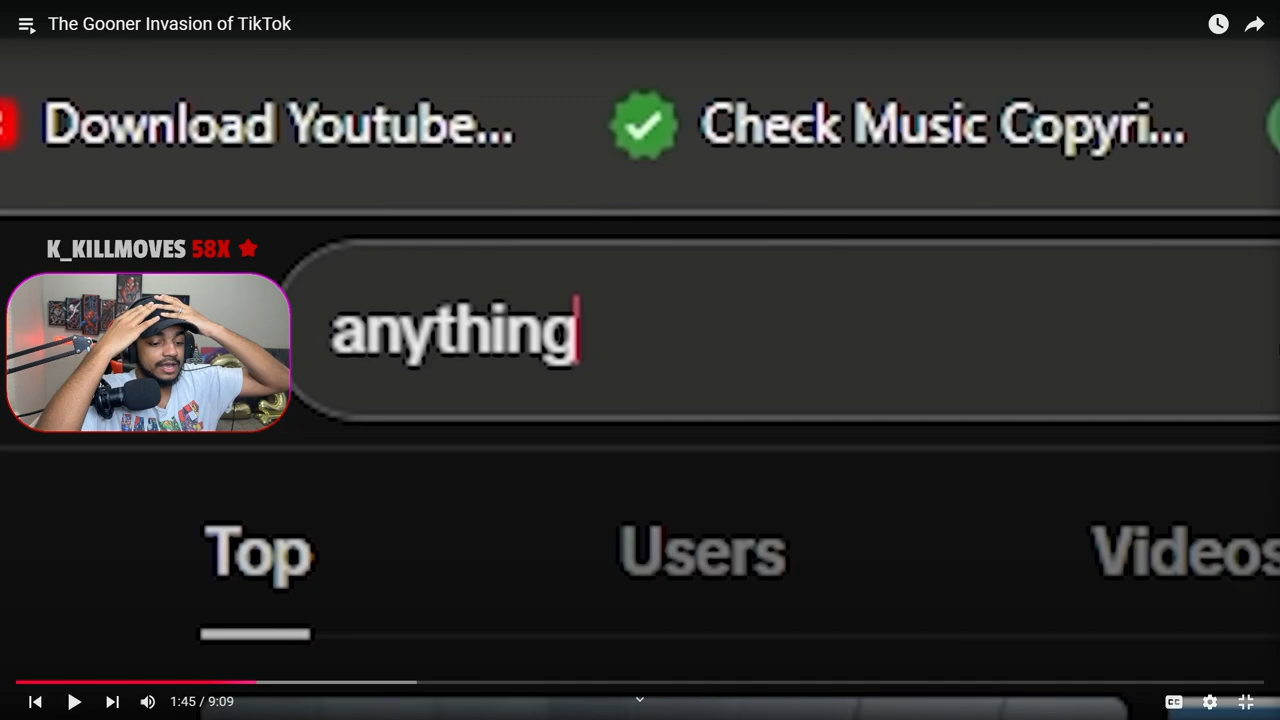 The Gooner Invasion of TikTok
Download Youtube...
Check Music Copyri...
K_KILLMOVES 58X
anything
Top
Users
Videos
1:45 / 9:09
CC